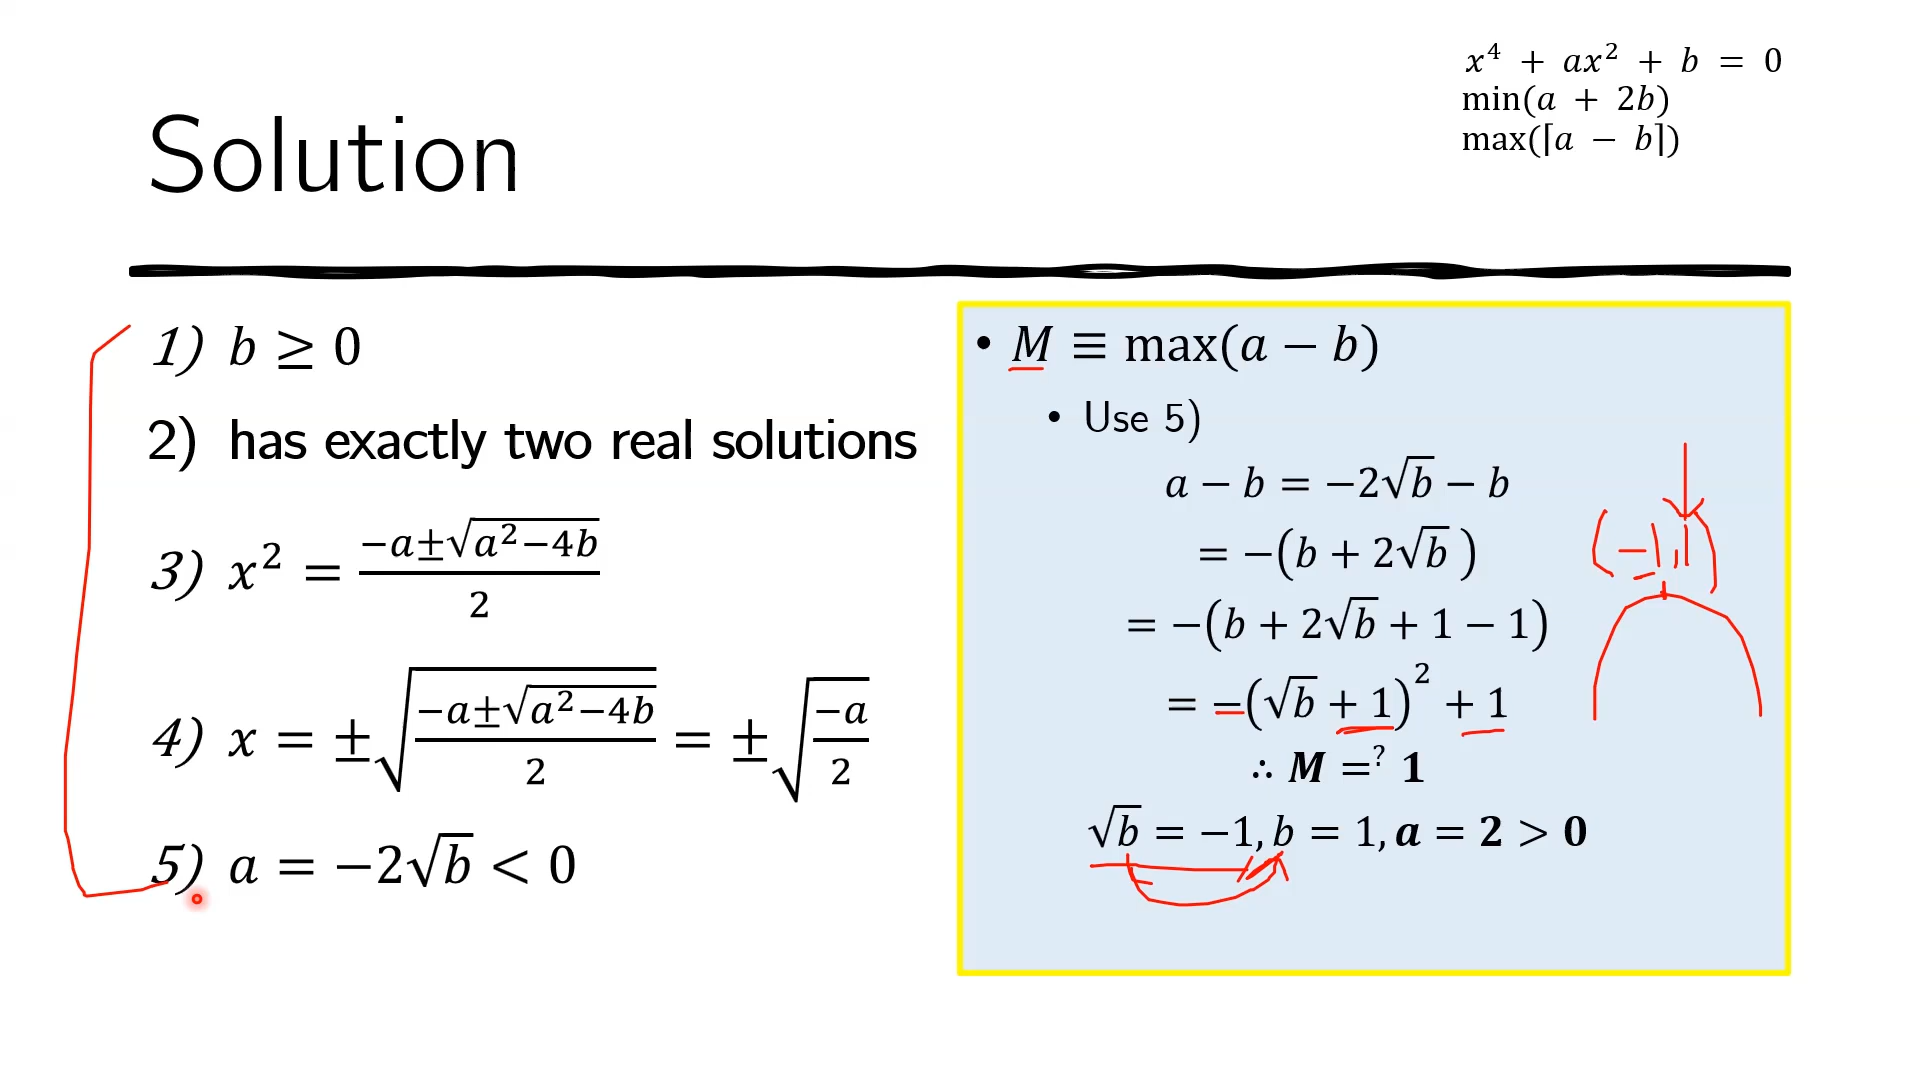 x⁴ + ax² + b = 0
min(a + 2b)
max(⌈a − b⌉)
Solution
1) b ≥ 0
2) has exactly two real solutions
3) x² = (−a±√(a²−4b))/2
4) x = ±√((−a±√(a²−4b))/2) = ±√(−a/2)
5) a = −2√b < 0
• M ≡ max(a − b)
• Use 5)
a − b = −2√b − b
= −(b + 2√b )
= −(b + 2√b + 1 − 1)
= −(√b + 1)² + 1
∴ M =? 1
√b = −1, b = 1, a = 2 > 0
(−1,1)